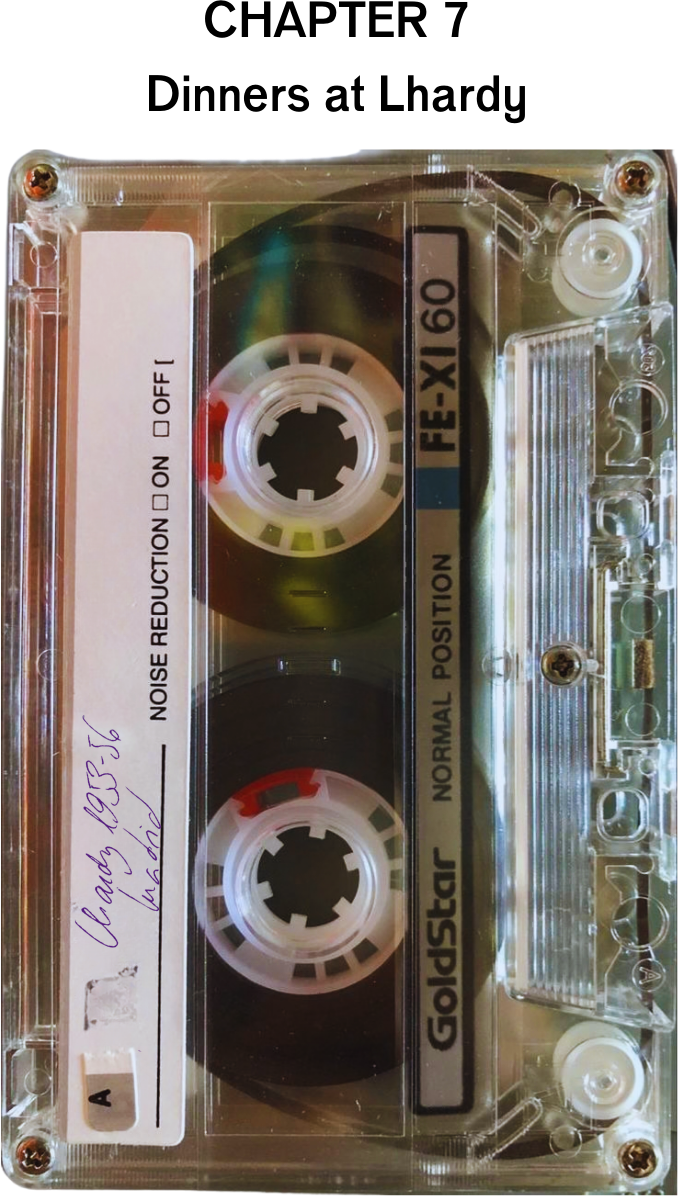 CHAPTER 7
Dinners at Lhardy
A
Lhardy 1953-56
Madrid
NOISE REDUCTION □ ON □ OFF [
GoldStar NORMAL POSITION FE-XI 60
A